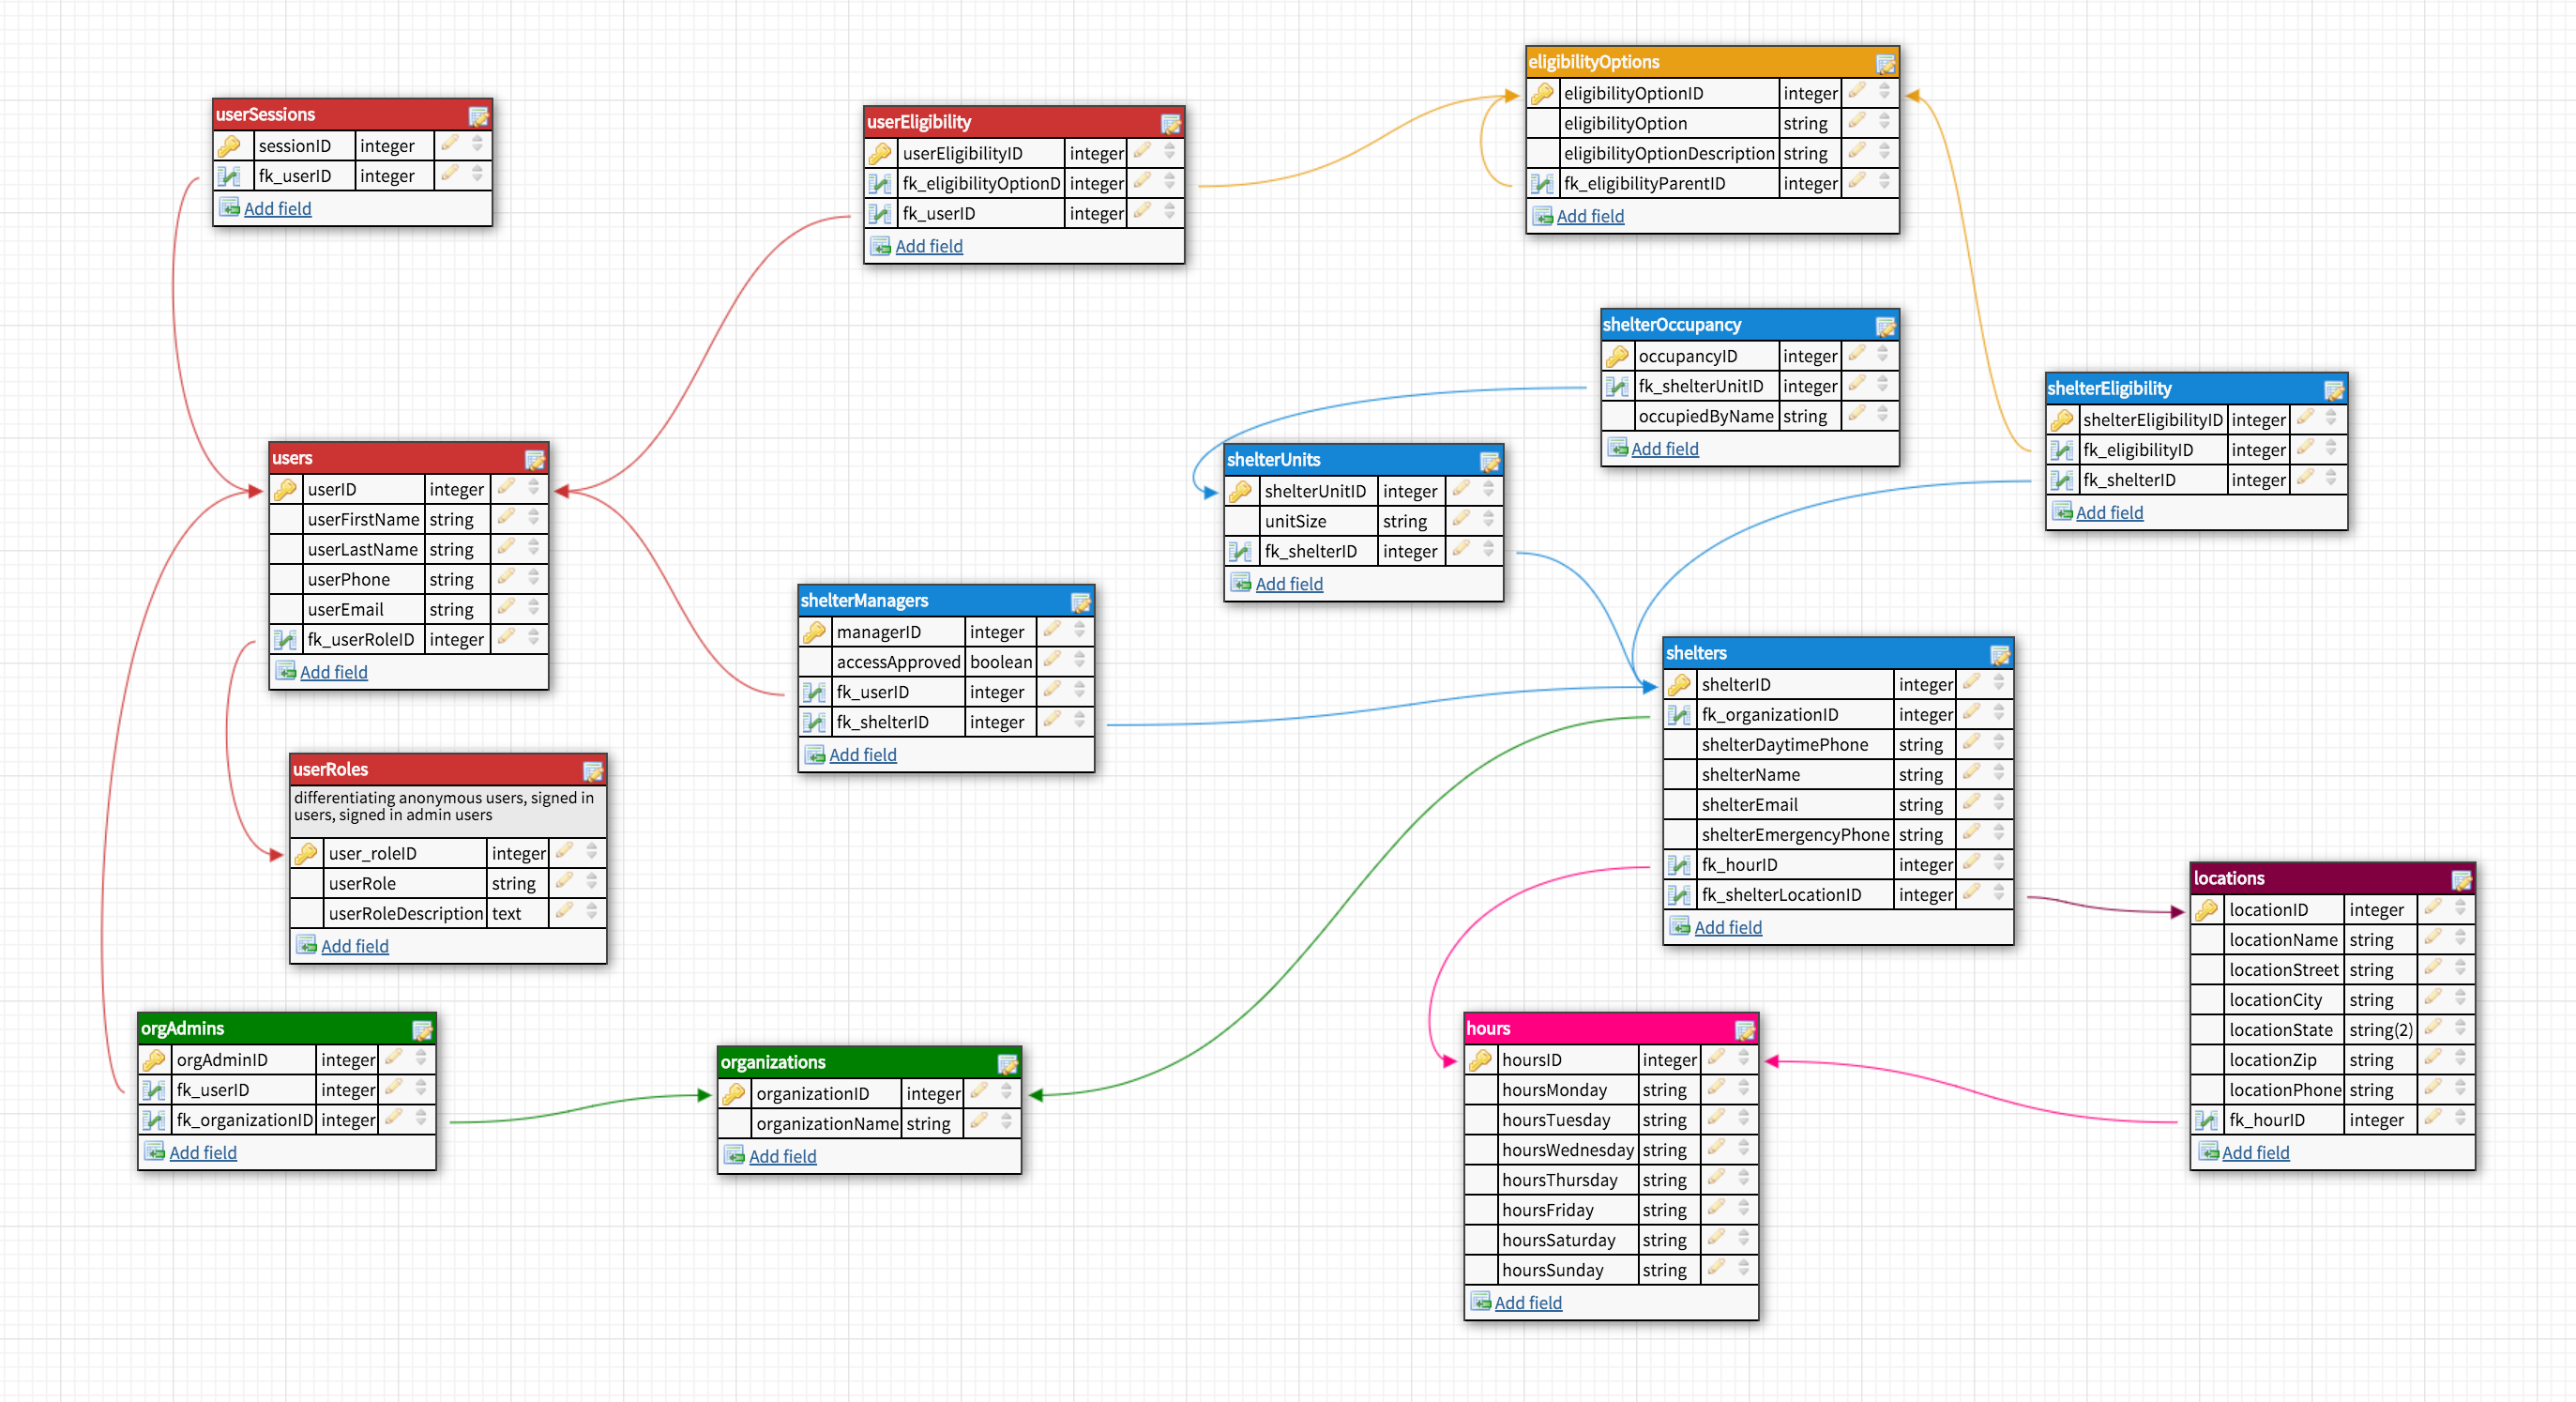 userSessions
sessionID integer
fk_userID integer
Add field
userEligibility
userEligibilityID integer
fk_eligibilityOptionD integer
fk_userID integer
Add field
eligibilityOptions
eligibilityOptionID integer
eligibilityOption string
eligibilityOptionDescription string
fk_eligibilityParentID integer
Add field
shelterOccupancy
occupancyID integer
fk_shelterUnitID integer
occupiedByName string
Add field
shelterEligibility
shelterEligibilityID integer
fk_eligibilityID integer
fk_shelterID integer
Add field
users
userID integer
userFirstName string
userLastName string
userPhone string
userEmail string
fk_userRoleID integer
Add field
shelterUnits
shelterUnitID integer
unitSize string
fk_shelterID integer
Add field
shelterManagers
managerID integer
accessApproved boolean
fk_userID integer
fk_shelterID integer
Add field
shelters
shelterID integer
fk_organizationID integer
shelterDaytimePhone string
shelterName string
shelterEmail string
shelterEmergencyPhone string
fk_hourID integer
fk_shelterLocationID integer
Add field
userRoles
differentiating anonymous users, signed in
users, signed in admin users
user_roleID integer
userRole string
userRoleDescription text
Add field
locations
locationID integer
locationName string
locationStreet string
locationCity string
locationState string(2)
locationZip string
locationPhone string
fk_hourID integer
Add field
orgAdmins
orgAdminID integer
fk_userID integer
fk_organizationID integer
Add field
organizations
organizationID integer
organizationName string
Add field
hours
hoursID integer
hoursMonday string
hoursTuesday string
hoursWednesday string
hoursThursday string
hoursFriday string
hoursSaturday string
hoursSunday string
Add field